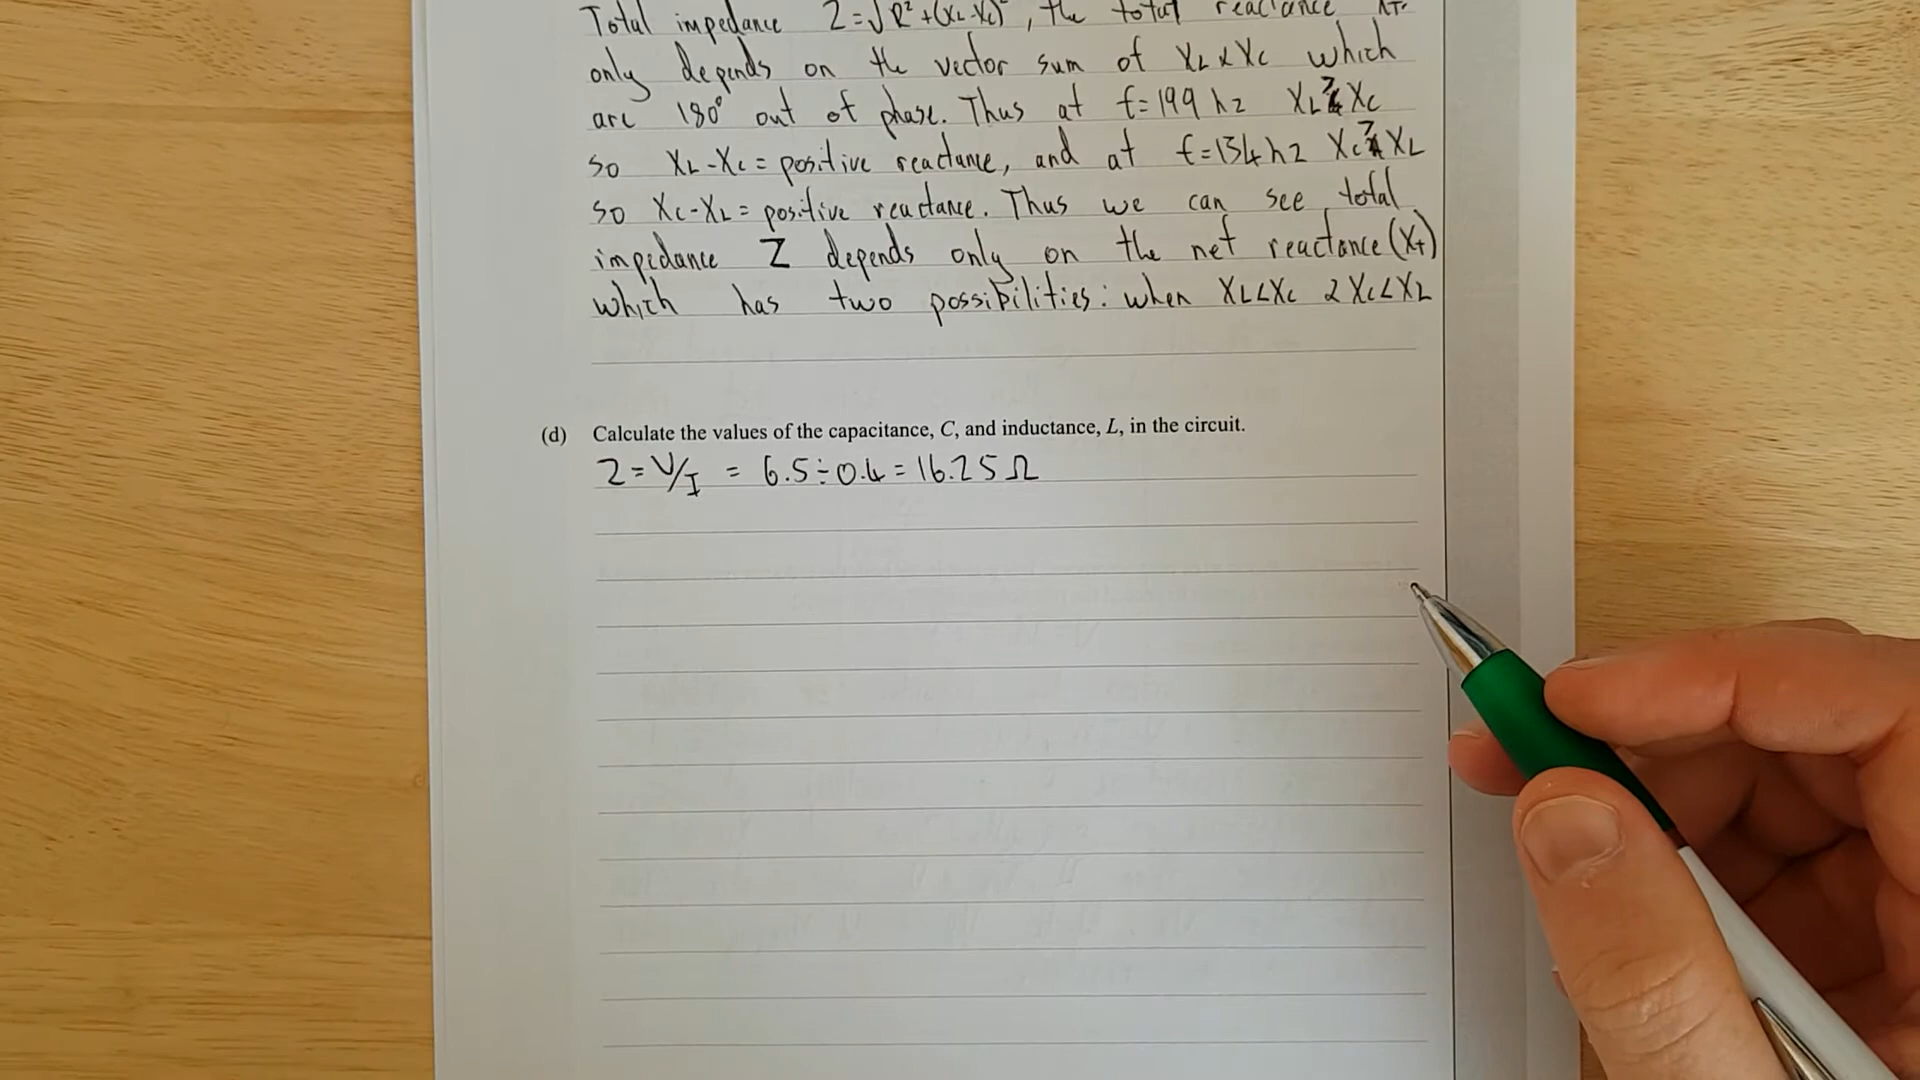 Total impedance Z=√R²+(XL-XC)², the total reactance XT
only depends on the vector sum of XL & XC which
are 180° out of phase. Thus at f=199 hz XL > XC
so XL-XC = positive reactance, and at f=134hz XC > XL
so XC-XL = positive reactance. Thus we can see total
impedance Z depends only on the net reactance (XT)
which has two possibilities: when XL<XC & XC<XL
(d) Calculate the values of the capacitance, C, and inductance, L, in the circuit.
Z = V/I = 6.5 ÷ 0.4 = 16.25 Ω